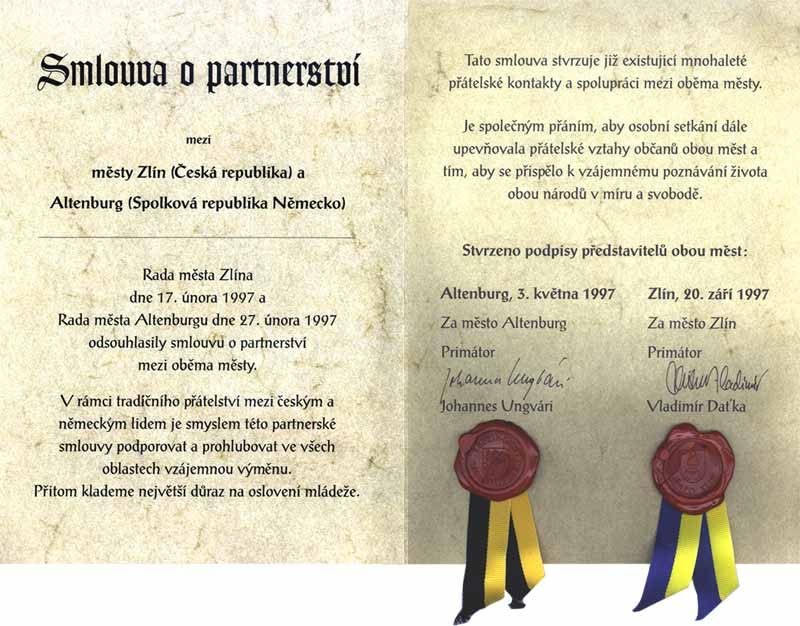 Smlouva o partnerství
mezi
městy Zlín (Česká republika) a
Altenburg (Spolková republika Německo)
Rada města Zlína
dne 17. února 1997 a
Rada města Altenburgu dne 27. února 1997
odsouhlasily smlouvu o partnerství
mezi oběma městy.
V rámci tradičního přátelství mezi českým a
německým lidem je smyslem této partnerské
smlouvy podporovat a prohlubovat ve všech
oblastech vzájemnou výměnu.
Přitom klademe největší důraz na oslovení mládeže.
Tato smlouva stvrzuje již existující mnohaleté
přátelské kontakty a spolupráci mezi oběma městy.
Je společným přáním, aby osobní setkání dále
upevňovala přátelské vztahy občanů obou měst a
tím, aby se přispělo k vzájemnému poznávání života
obou národů v míru a svobodě.
Stvrzeno podpisy představitelů obou měst:
Altenburg, 3. května 1997
Za město Altenburg
Primátor
Johannes Ungvári
Johannes Ungvári
Zlín, 20. září 1997
Za město Zlín
Primátor
Vladimír Daťka